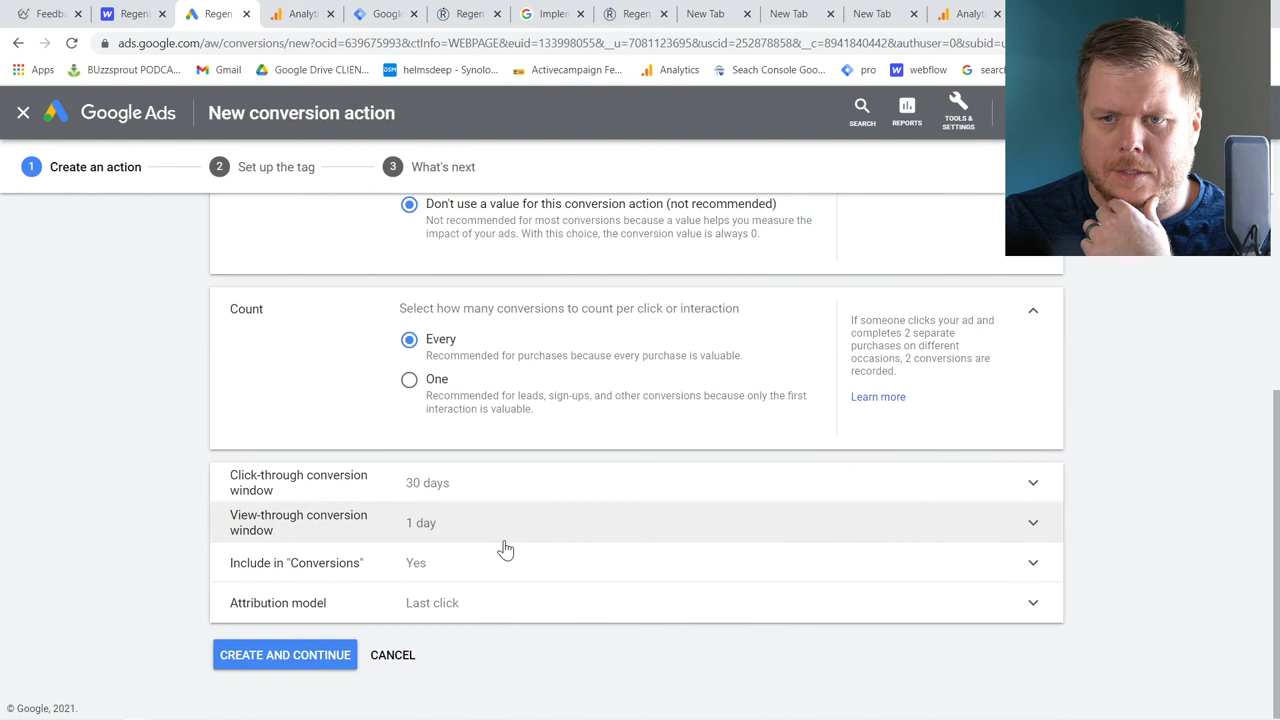 Feedba
Regenl
Regen
Analyti
Google
Regen
Implen
Regen
New Tab
New Tab
New Tab
Analyti
ads.google.com/aw/conversions/new?ocid=639675993&ctInfo=WEBPAGE&euid=133998055&__u=7081123695&uscid=252878858&__c=8941840442&authuser=0&subid=u
Apps
BUzzsprout PODCA...
Gmail
Google Drive CLIEN...
helmsdeep - Synolo...
Activecampaign Fe...
Analytics
Seach Console Goo...
pro
webflow
searc
Google Ads
New conversion action
SEARCH
REPORTS
TOOLS &
SETTINGS
1 Create an action
2 Set up the tag
3 What's next
Don't use a value for this conversion action (not recommended)
Not recommended for most conversions because a value helps you measure the
impact of your ads. With this choice, the conversion value is always 0.
Count
Select how many conversions to count per click or interaction
Every
Recommended for purchases because every purchase is valuable.
One
Recommended for leads, sign-ups, and other conversions because only the first
interaction is valuable.
If someone clicks your ad and
completes 2 separate
purchases on different
occasions, 2 conversions are
recorded.
Learn more
Click-through conversion
window
30 days
View-through conversion
window
1 day
Include in "Conversions"
Yes
Attribution model
Last click
CREATE AND CONTINUE
CANCEL
© Google, 2021.